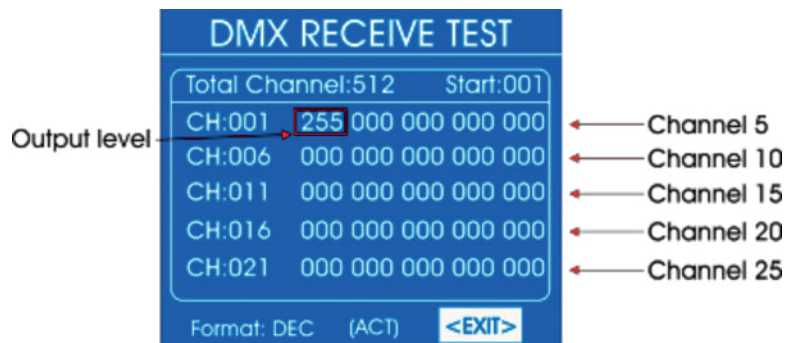 DMX RECEIVE TEST
Total Channel:512 Start:001
Output level
CH:001 255 000 000 000 000 Channel 5
CH:006 000 000 000 000 000 Channel 10
CH:011 000 000 000 000 000 Channel 15
CH:016 000 000 000 000 000 Channel 20
CH:021 000 000 000 000 000 Channel 25
Format: DEC (ACT) <EXIT>